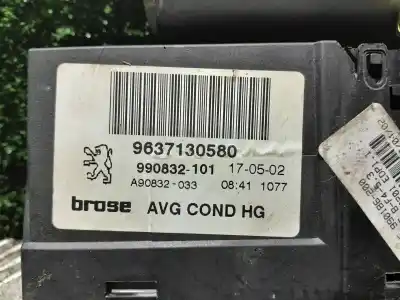 9637130580
990832-101 17-05-02
A90832-033 08:41 1077
brose AVG COND HG